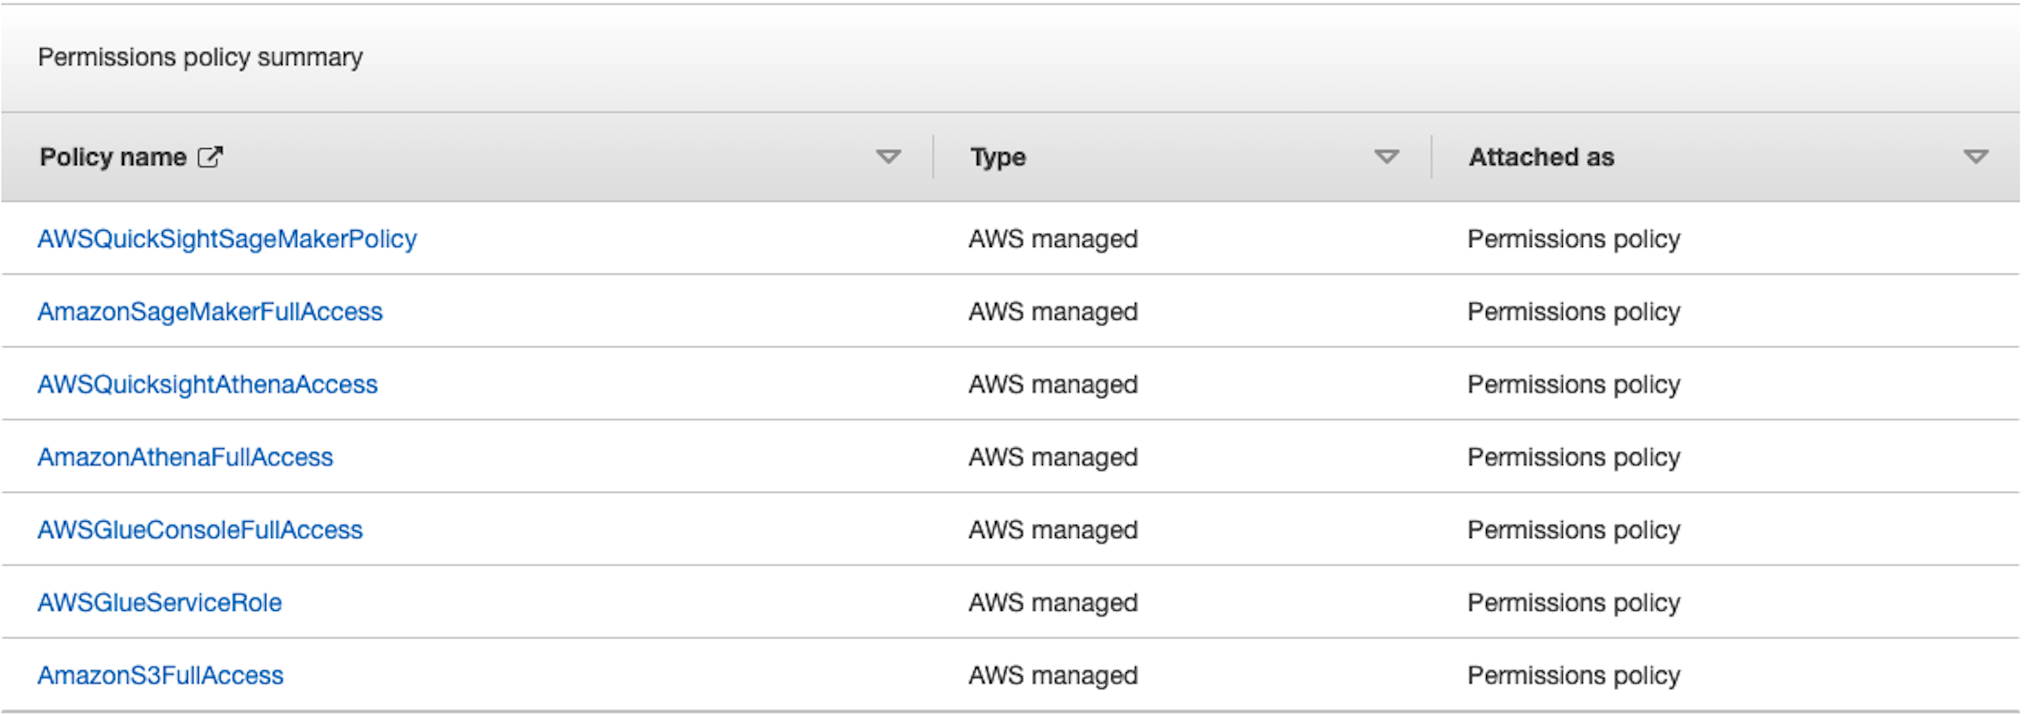 Permissions policy summary
Policy name Type Attached as
AWSQuickSightSageMakerPolicy AWS managed Permissions policy
AmazonSageMakerFullAccess AWS managed Permissions policy
AWSQuicksightAthenaAccess AWS managed Permissions policy
AmazonAthenaFullAccess AWS managed Permissions policy
AWSGlueConsoleFullAccess AWS managed Permissions policy
AWSGlueServiceRole AWS managed Permissions policy
AmazonS3FullAccess AWS managed Permissions policy